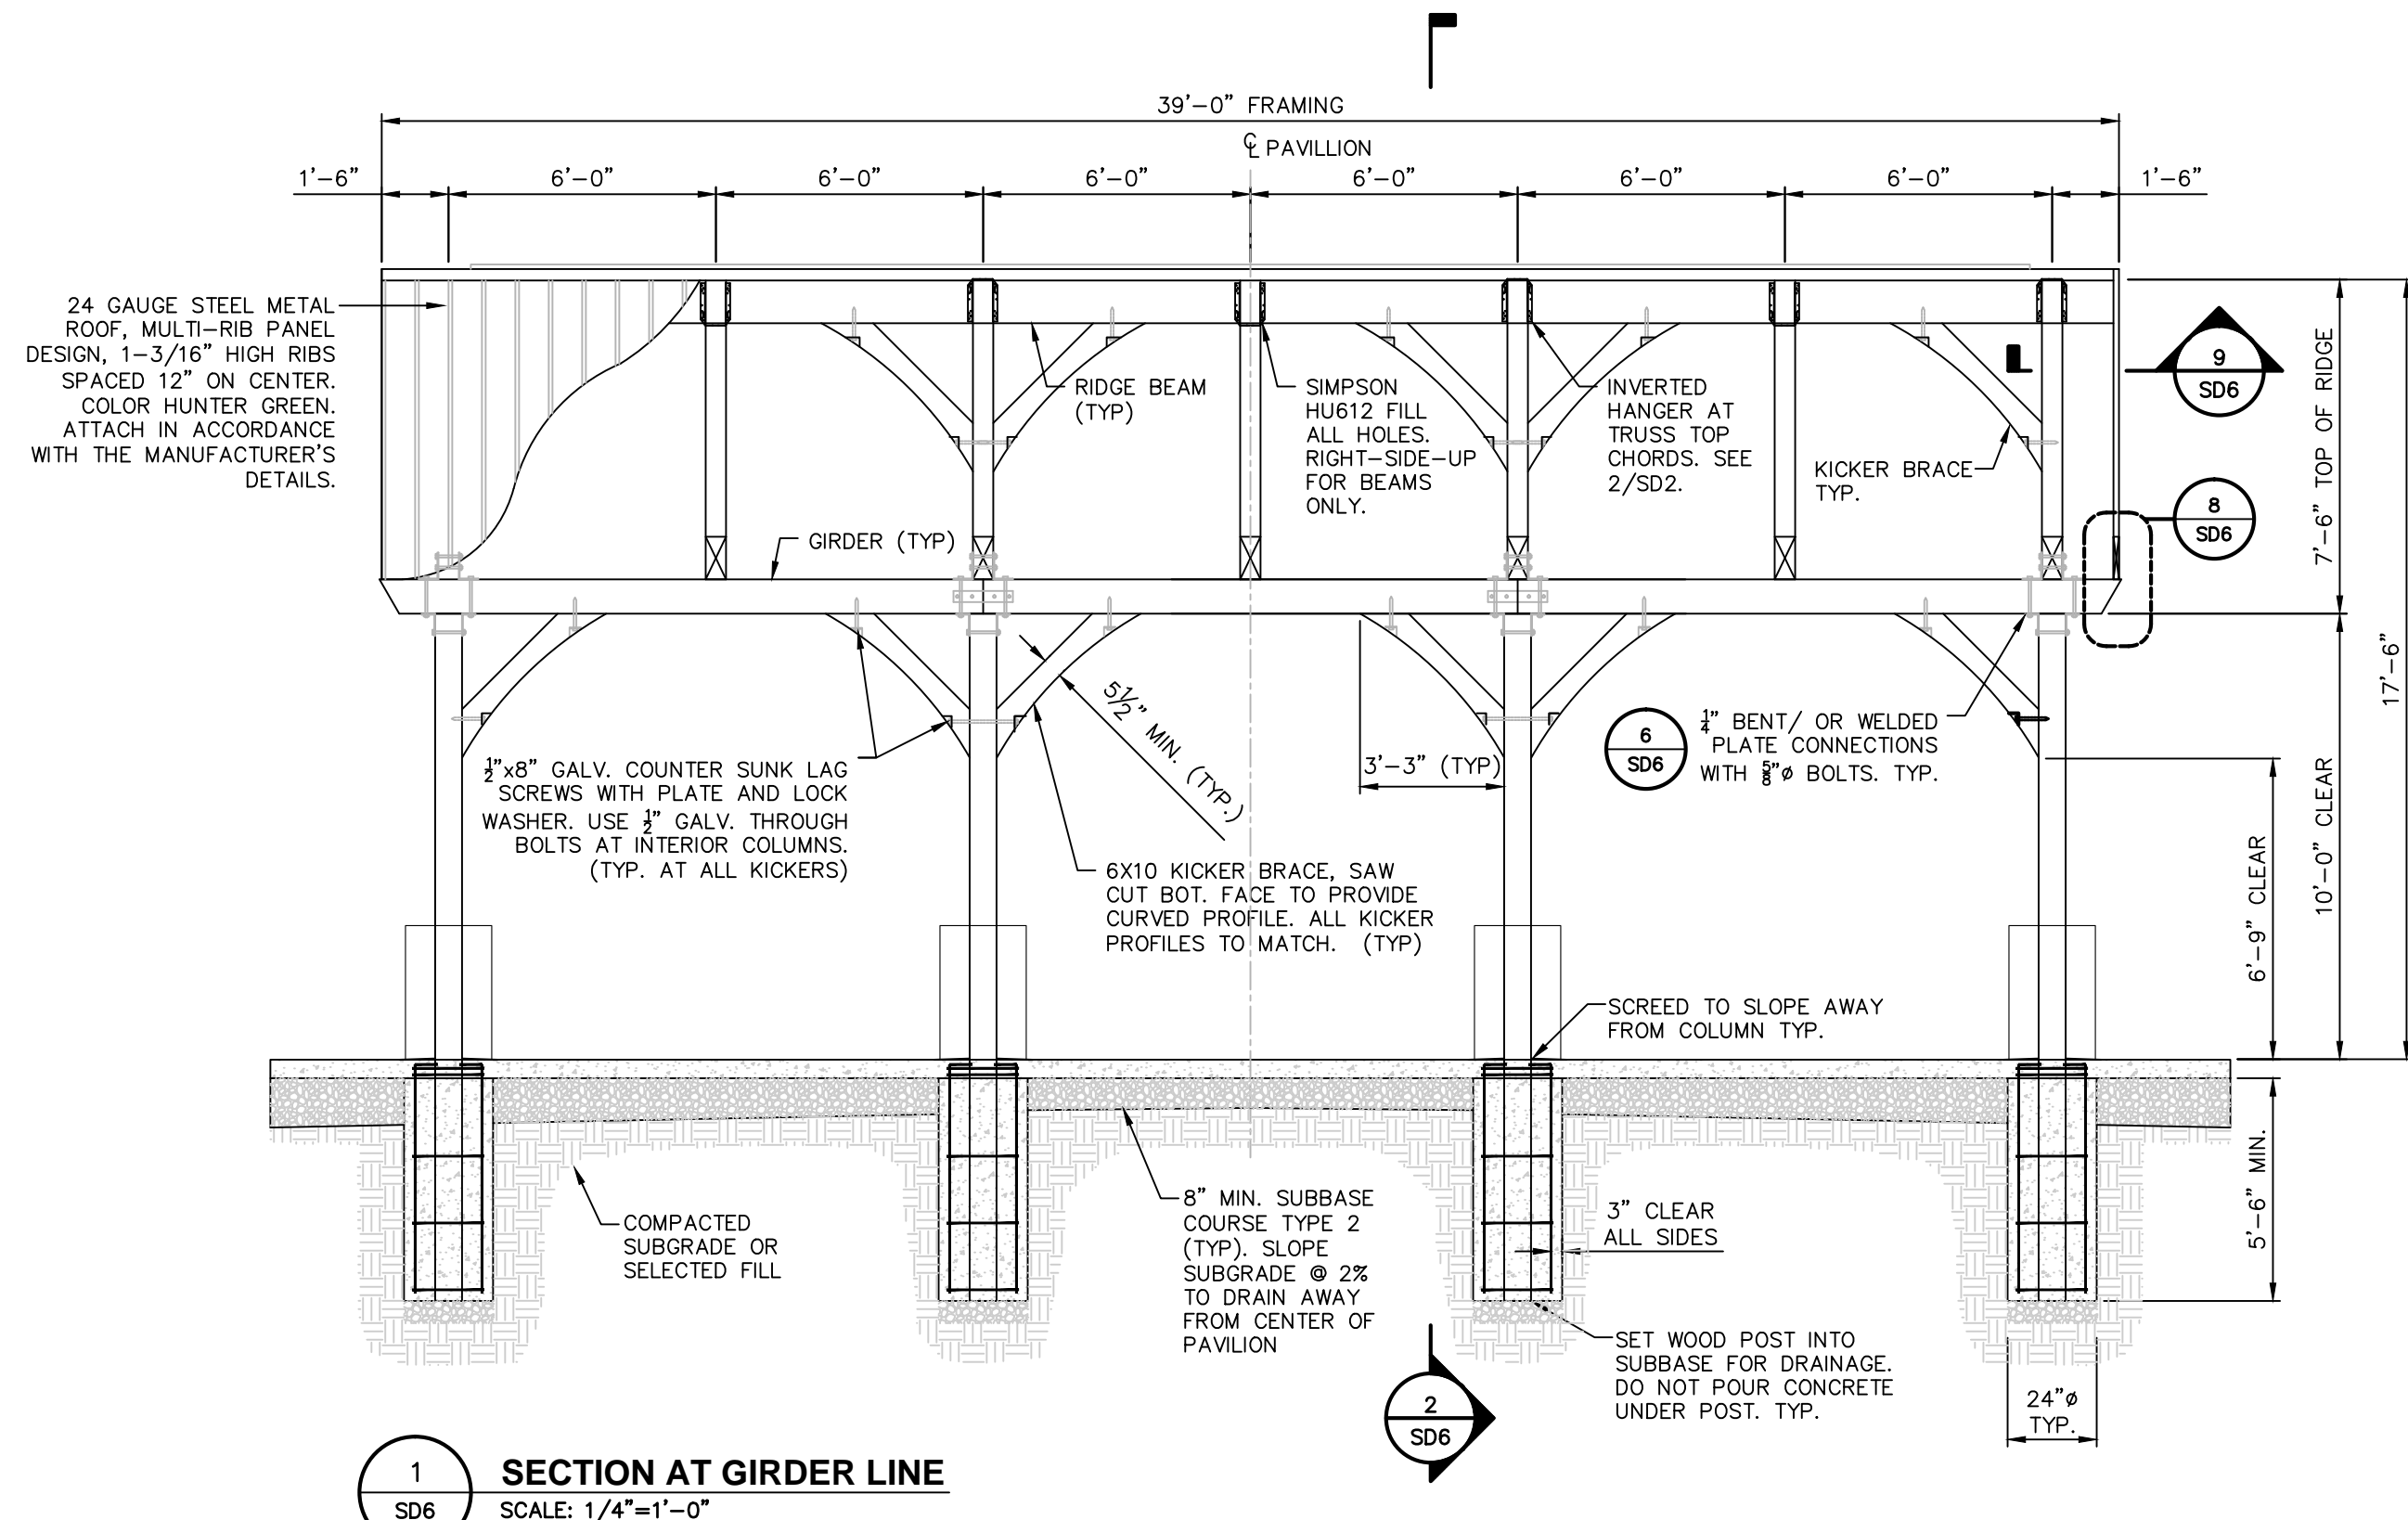 39'-0" FRAMING
℄ PAVILLION
1'-6"
6'-0"
6'-0"
6'-0"
6'-0"
6'-0"
6'-0"
1'-6"
24 GAUGE STEEL METAL
ROOF, MULTI-RIB PANEL
DESIGN, 1-3/16" HIGH RIBS
SPACED 12" ON CENTER.
COLOR HUNTER GREEN.
ATTACH IN ACCORDANCE
WITH THE MANUFACTURER'S
DETAILS.
RIDGE BEAM
(TYP)
SIMPSON
HU612 FILL
ALL HOLES.
RIGHT-SIDE-UP
FOR BEAMS
ONLY.
INVERTED
HANGER AT
TRUSS TOP
CHORDS. SEE
2/SD2.
KICKER BRACE
TYP.
9
SD6
8
SD6
7'-6" TOP OF RIDGE
17'-6"
GIRDER (TYP)
5½" MIN. (TYP.)
½"x8" GALV. COUNTER SUNK LAG
SCREWS WITH PLATE AND LOCK
WASHER. USE ½" GALV. THROUGH
BOLTS AT INTERIOR COLUMNS.
(TYP. AT ALL KICKERS)
3'-3" (TYP)
6
SD6
¼" BENT/ OR WELDED
PLATE CONNECTIONS
WITH ⅝"ø BOLTS. TYP.
6X10 KICKER BRACE, SAW
CUT BOT. FACE TO PROVIDE
CURVED PROFILE. ALL KICKER
PROFILES TO MATCH. (TYP)
6'-9" CLEAR
10'-0" CLEAR
SCREED TO SLOPE AWAY
FROM COLUMN TYP.
COMPACTED
SUBGRADE OR
SELECTED FILL
8" MIN. SUBBASE
COURSE TYPE 2
(TYP). SLOPE
SUBGRADE @ 2%
TO DRAIN AWAY
FROM CENTER OF
PAVILION
3" CLEAR
ALL SIDES
5'-6" MIN.
SET WOOD POST INTO
SUBBASE FOR DRAINAGE.
DO NOT POUR CONCRETE
UNDER POST. TYP.
24"ø
TYP.
2
SD6
1
SD6
SECTION AT GIRDER LINE
SCALE: 1/4"=1'-0"